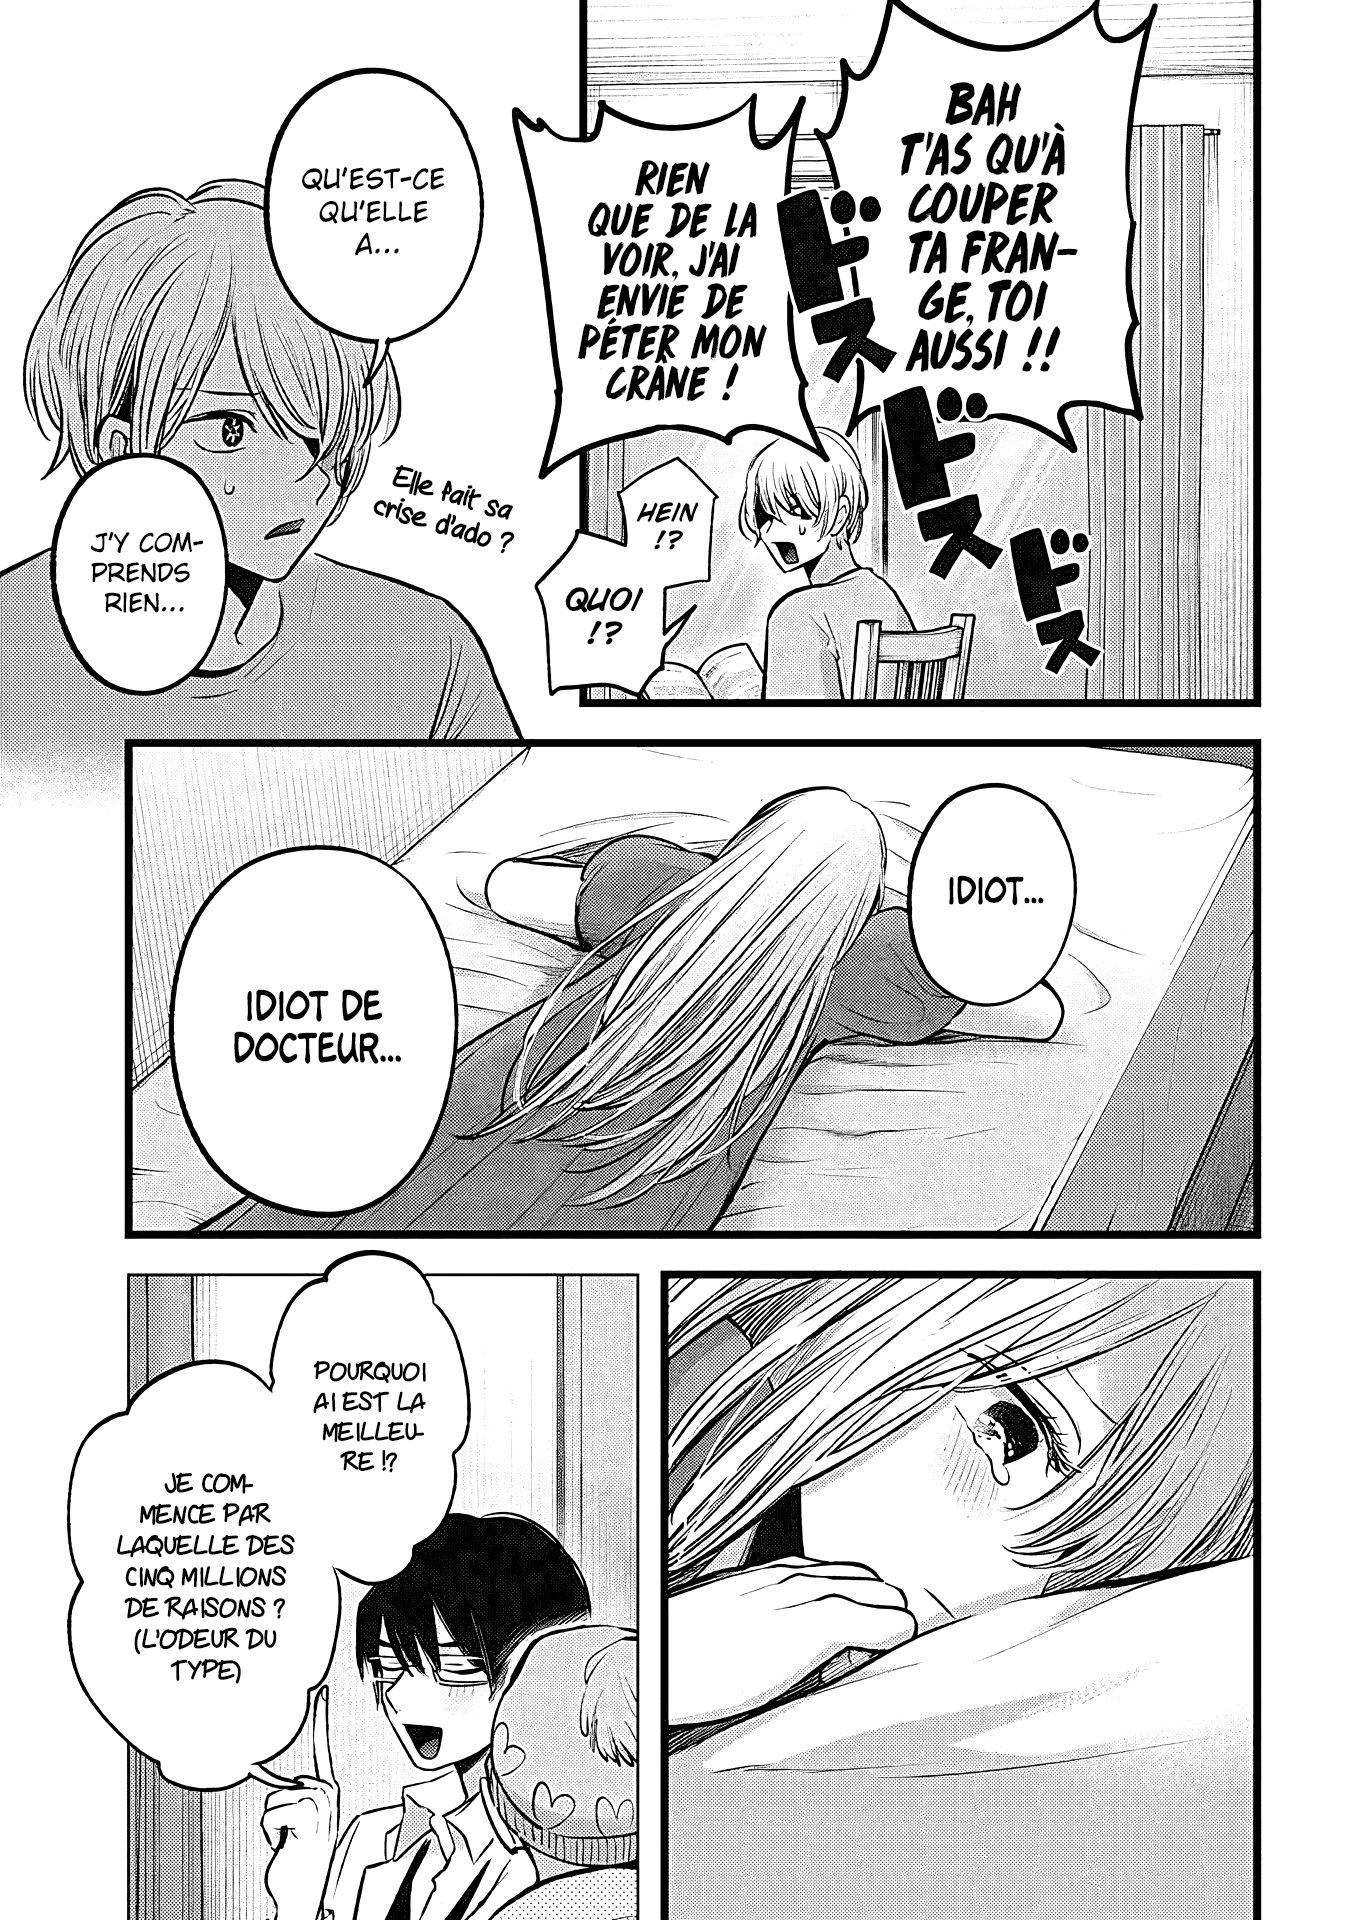 BAH
T'AS QU'À
COUPER
TA FRAN-
GE, TOI
AUSSI !!
RIEN
QUE DE LA
VOIR, J'AI
ENVIE DE
PÉTER MON
CRÂNE !
ドス
ドス
ドス
HEIN
!?
QUOI
!?
QU'EST-CE
QU'ELLE
A...
Elle fait sa
crise d'ado ?
J'Y COM-
PRENDS
RIEN...
IDIOT...
IDIOT DE
DOCTEUR...
POURQUOI
AI EST LA
MEILLEU-
RE !?
JE COM-
MENCE PAR
LAQUELLE DES
CINQ MILLIONS
DE RAISONS ?
(L'ODEUR DU
TYPE)